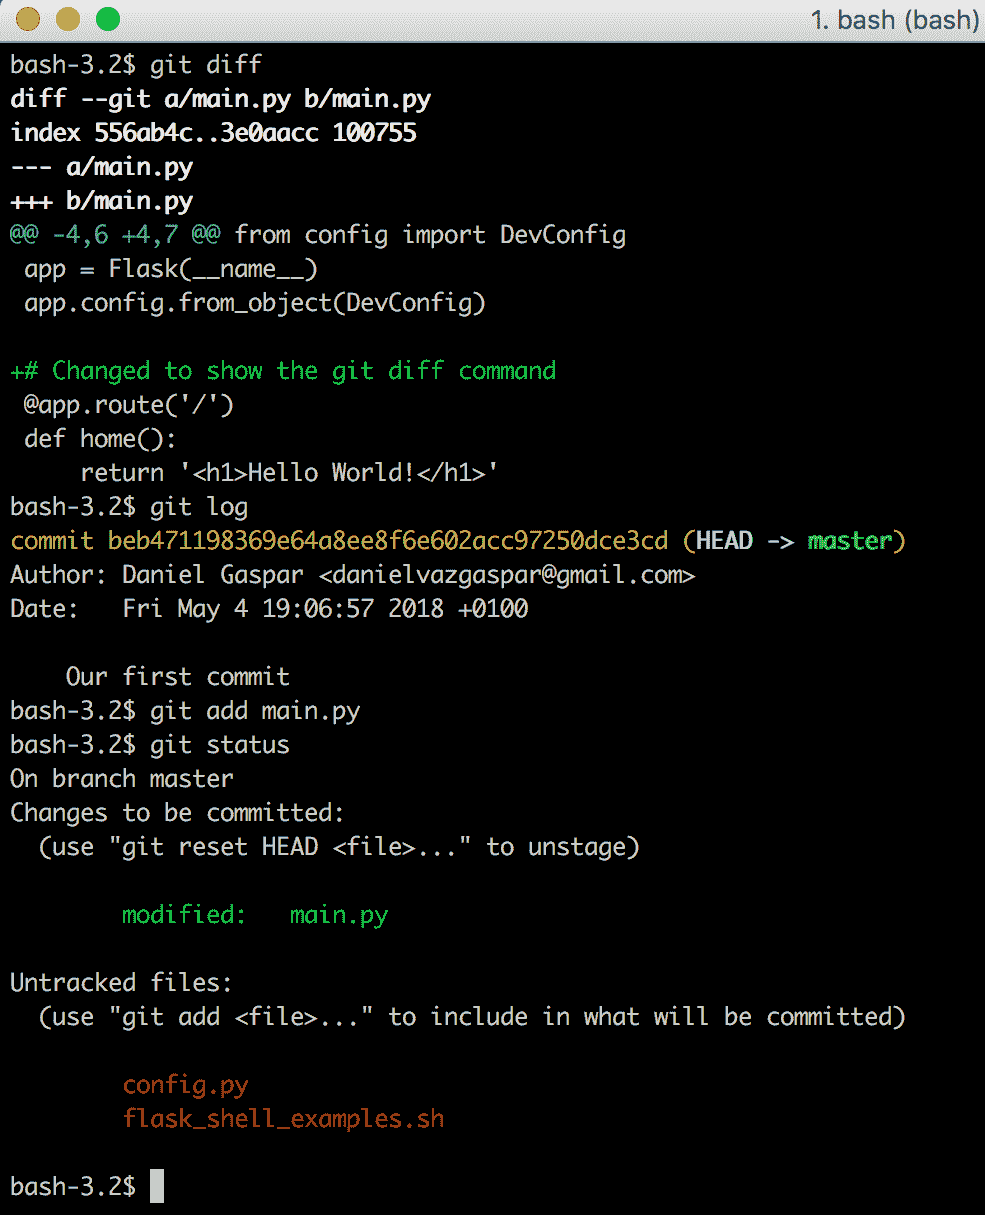 1. bash (bash)
bash-3.2$ git diff
diff --git a/main.py b/main.py
index 556ab4c..3e0aacc 100755
--- a/main.py
+++ b/main.py
@@ -4,6 +4,7 @@ from config import DevConfig
 app = Flask(__name__)
 app.config.from_object(DevConfig)

+# Changed to show the git diff command
 @app.route('/')
 def home():
     return '<h1>Hello World!</h1>'
bash-3.2$ git log
commit beb471198369e64a8ee8f6e602acc97250dce3cd (HEAD -> master)
Author: Daniel Gaspar <danielvazgaspar@gmail.com>
Date:   Fri May 4 19:06:57 2018 +0100

    Our first commit
bash-3.2$ git add main.py
bash-3.2$ git status
On branch master
Changes to be committed:
  (use "git reset HEAD <file>..." to unstage)

        modified:   main.py

Untracked files:
  (use "git add <file>..." to include in what will be committed)

        config.py
        flask_shell_examples.sh

bash-3.2$